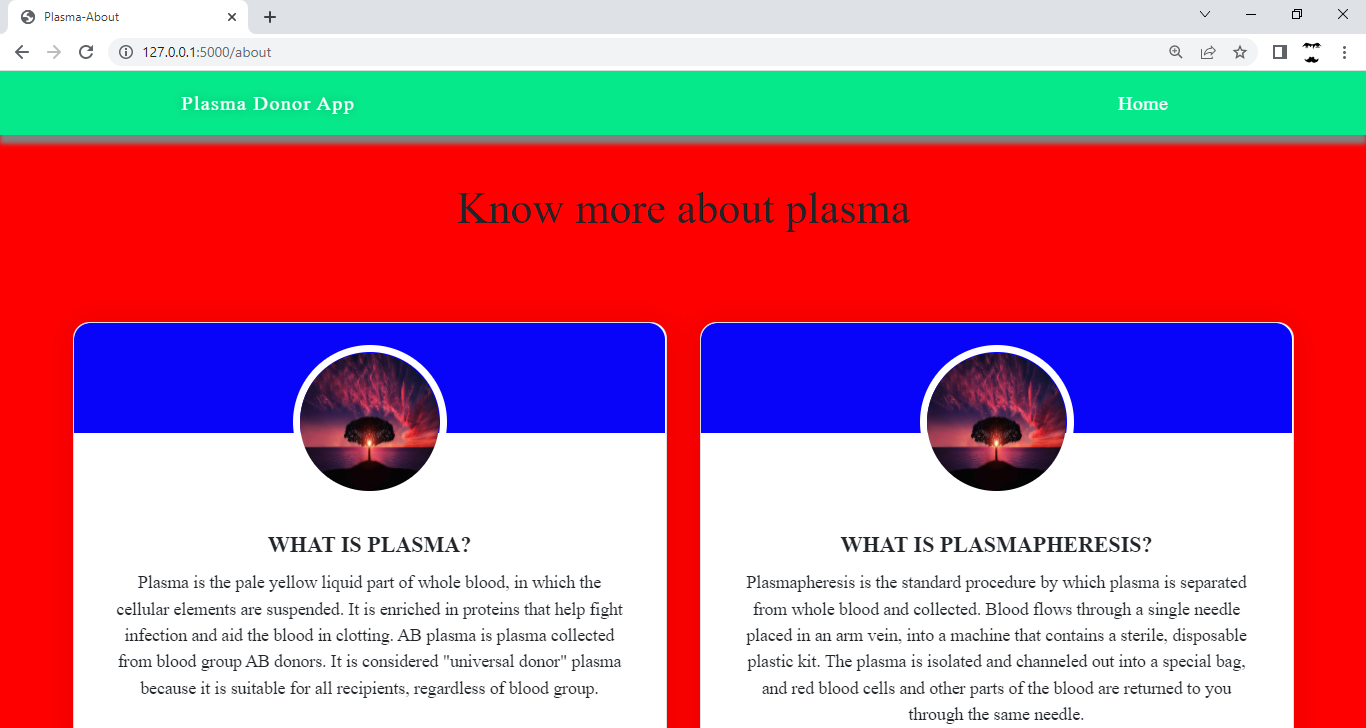 Plasma-About
127.0.0.1:5000/about
Plasma Donor App
Home
Know more about plasma
WHAT IS PLASMA?
Plasma is the pale yellow liquid part of whole blood, in which the
cellular elements are suspended. It is enriched in proteins that help fight
infection and aid the blood in clotting. AB plasma is plasma collected
from blood group AB donors. It is considered "universal donor" plasma
because it is suitable for all recipients, regardless of blood group.
WHAT IS PLASMAPHERESIS?
Plasmapheresis is the standard procedure by which plasma is separated
from whole blood and collected. Blood flows through a single needle
placed in an arm vein, into a machine that contains a sterile, disposable
plastic kit. The plasma is isolated and channeled out into a special bag,
and red blood cells and other parts of the blood are returned to you
through the same needle.